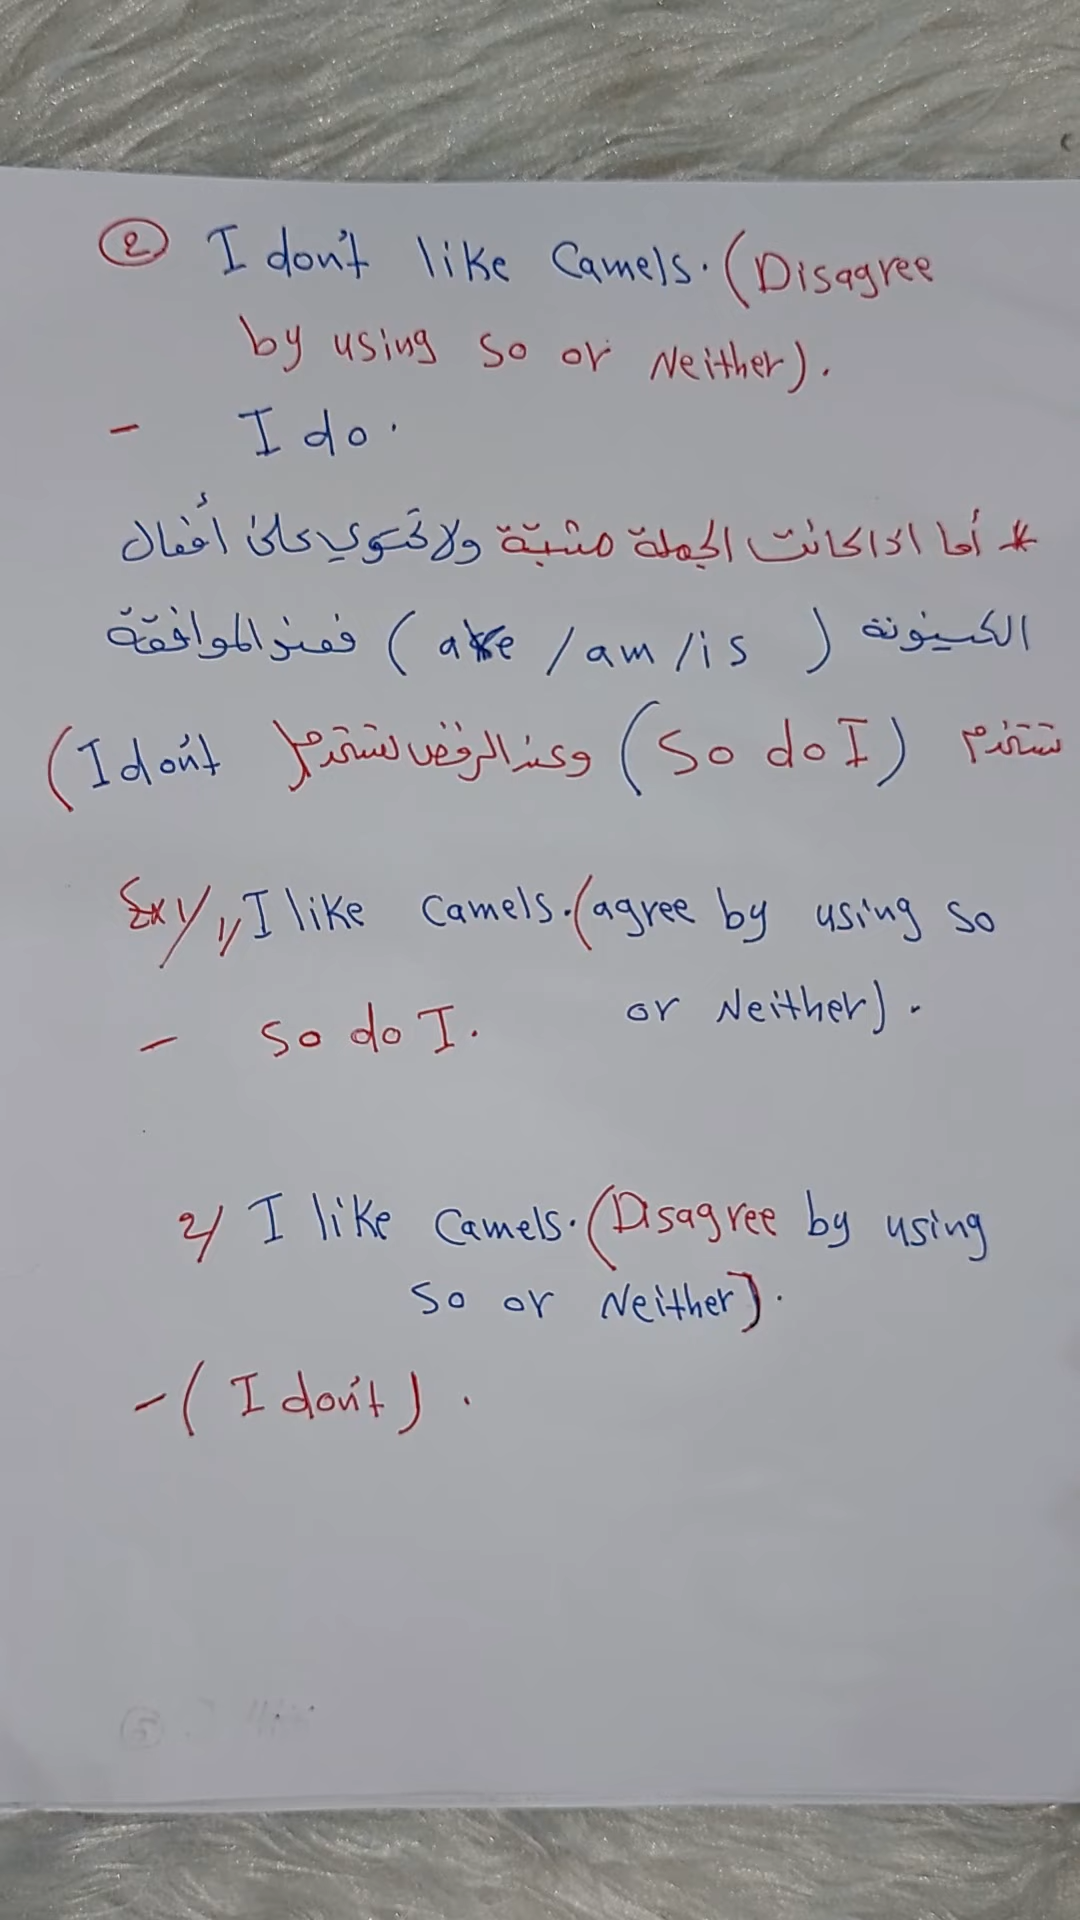 ② I don't like Camels. (Disagree
by using So or Neither).
- I do.
* أما اذا كانت الجملة مثبتة ولا تحتوي على أفعال
الكينونة ( are / am / is ) فعند الموافقة
نستخدم (So do I) وعند الرفض نستخدم (I don't)
Ex1/ 1/ I like Camels. (agree by using So
or Neither).
- So do I.
2/ I like Camels. (Disagree by using
So or Neither).
- (I don't).